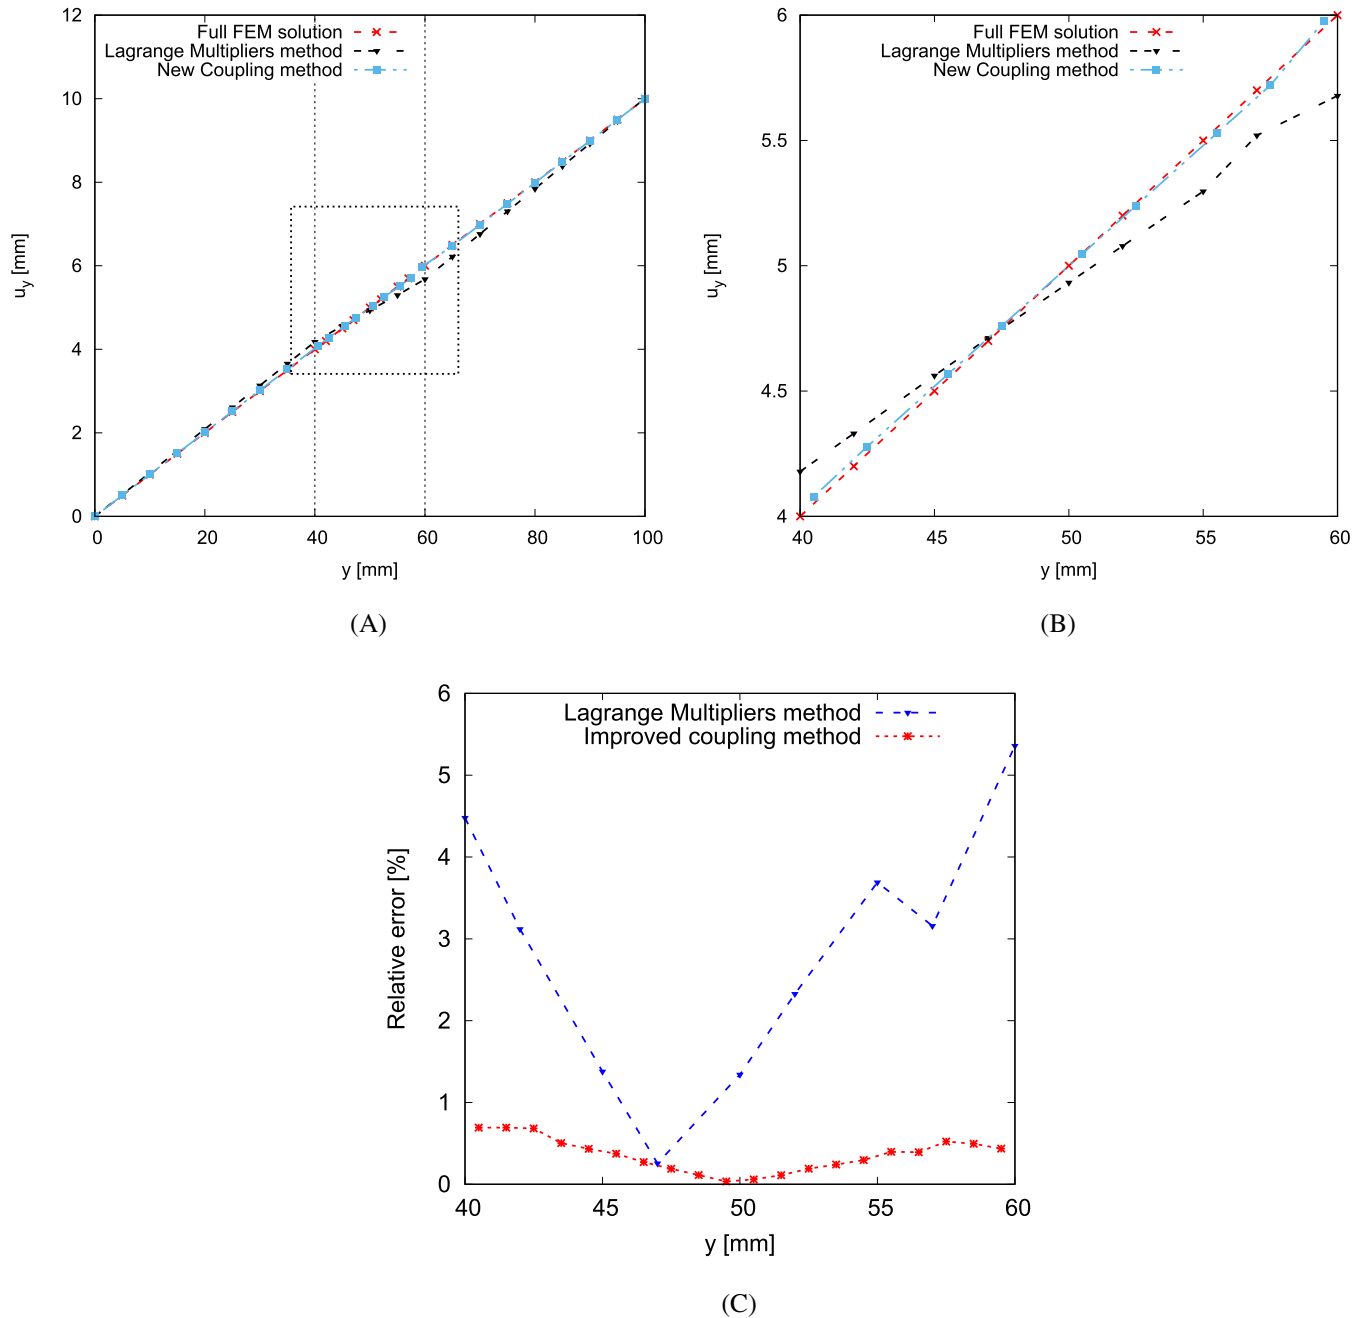 Full FEM solution
Lagrange Multipliers method
New Coupling method
12
10
8
6
4
2
0
u_y [mm]
0 20 40 60 80 100
y [mm]
(A)
Full FEM solution
Lagrange Multipliers method
New Coupling method
6
5.5
5
4.5
4
u_y [mm]
40 45 50 55 60
y [mm]
(B)
Lagrange Multipliers method
Improved coupling method
6
5
4
3
2
1
0
Relative error [%]
40 45 50 55 60
y [mm]
(C)